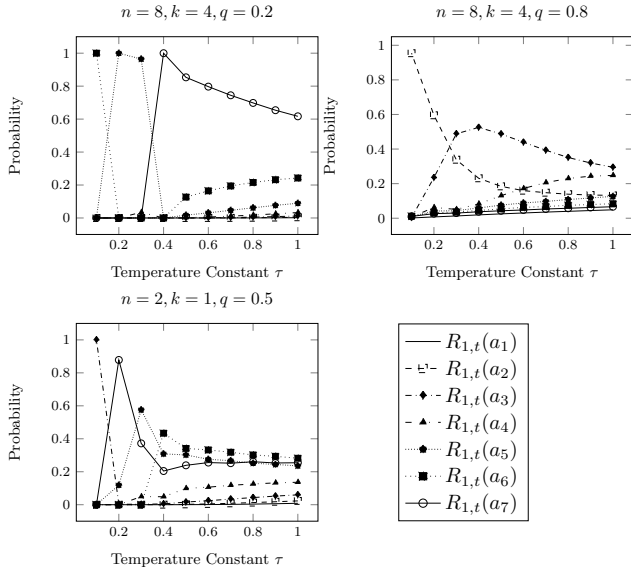 n = 8, k = 4, q = 0.2
1
0.8
0.6
0.4
0.2
0
Probability
0.2 0.4 0.6 0.8 1
Temperature Constant τ
n = 8, k = 4, q = 0.8
1
0.8
0.6
0.4
0.2
0
Probability
0.2 0.4 0.6 0.8 1
Temperature Constant τ
n = 2, k = 1, q = 0.5
1
0.8
0.6
0.4
0.2
0
Probability
0.2 0.4 0.6 0.8 1
Temperature Constant τ
R₁,ₜ(a₁)
R₁,ₜ(a₂)
R₁,ₜ(a₃)
R₁,ₜ(a₄)
R₁,ₜ(a₅)
R₁,ₜ(a₆)
R₁,ₜ(a₇)